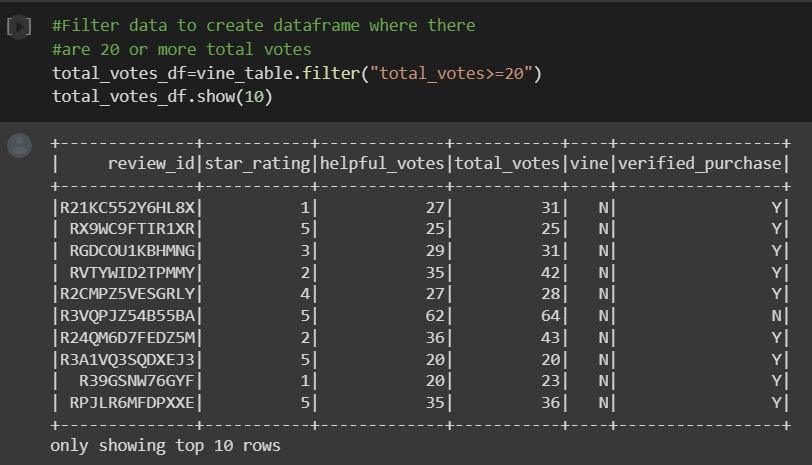 [ ] #Filter data to create dataframe where there
#are 20 or more total votes
total_votes_df=vine_table.filter("total_votes>=20")
total_votes_df.show(10)
+--------------+-----------+-------------+-----------+----+-----------------+
|     review_id|star_rating|helpful_votes|total_votes|vine|verified_purchase|
+--------------+-----------+-------------+-----------+----+-----------------+
|R21KC552Y6HL8X|          1|           27|         31|   N|                Y|
| RX9WC9FTIR1XR|          5|           25|         25|   N|                Y|
| RGDCOU1KBHMNG|          3|           29|         31|   N|                Y|
| RVTYWID2TPMMY|          2|           35|         42|   N|                Y|
|R2CMPZ5VESGRLY|          4|           27|         28|   N|                Y|
|R3VQPJZ54B55BA|          5|           62|         64|   N|                N|
|R24QM6D7FEDZ5M|          2|           36|         43|   N|                Y|
|R3A1VQ3SQDXEJ3|          5|           20|         20|   N|                Y|
|  R39GSNW76GYF|          1|           20|         23|   N|                Y|
| RPJLR6MFDPXXE|          5|           35|         36|   N|                Y|
+--------------+-----------+-------------+-----------+----+-----------------+
only showing top 10 rows